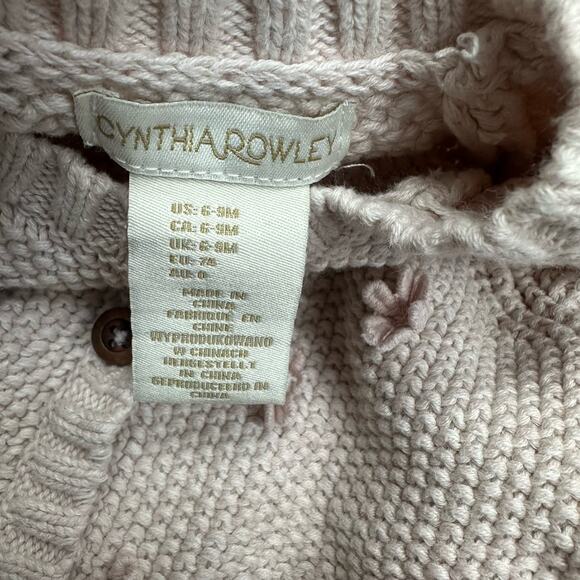 CYNTHIA ROWLEY
US: 6-9M
CA: 6-9M
UK: 6-9M
EU: 74
AU: 0
MADE IN
CHINA
FABRIQUÉ EN
CHINE
WYPRODUKOWANO
W CHINACH
HERGESTELLT
IN CHINA
GEPRODUCEERD IN
CHINA